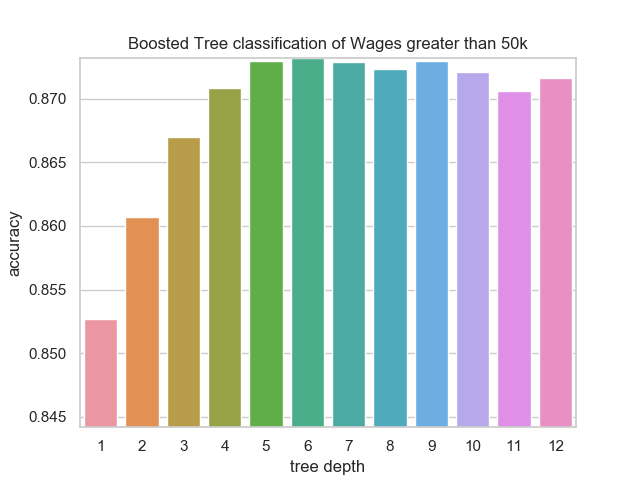 Boosted Tree classification of Wages greater than 50k
0.870
0.865
0.860
0.855
0.850
0.845
accuracy
1 2 3 4 5 6 7 8 9 10 11 12
tree depth